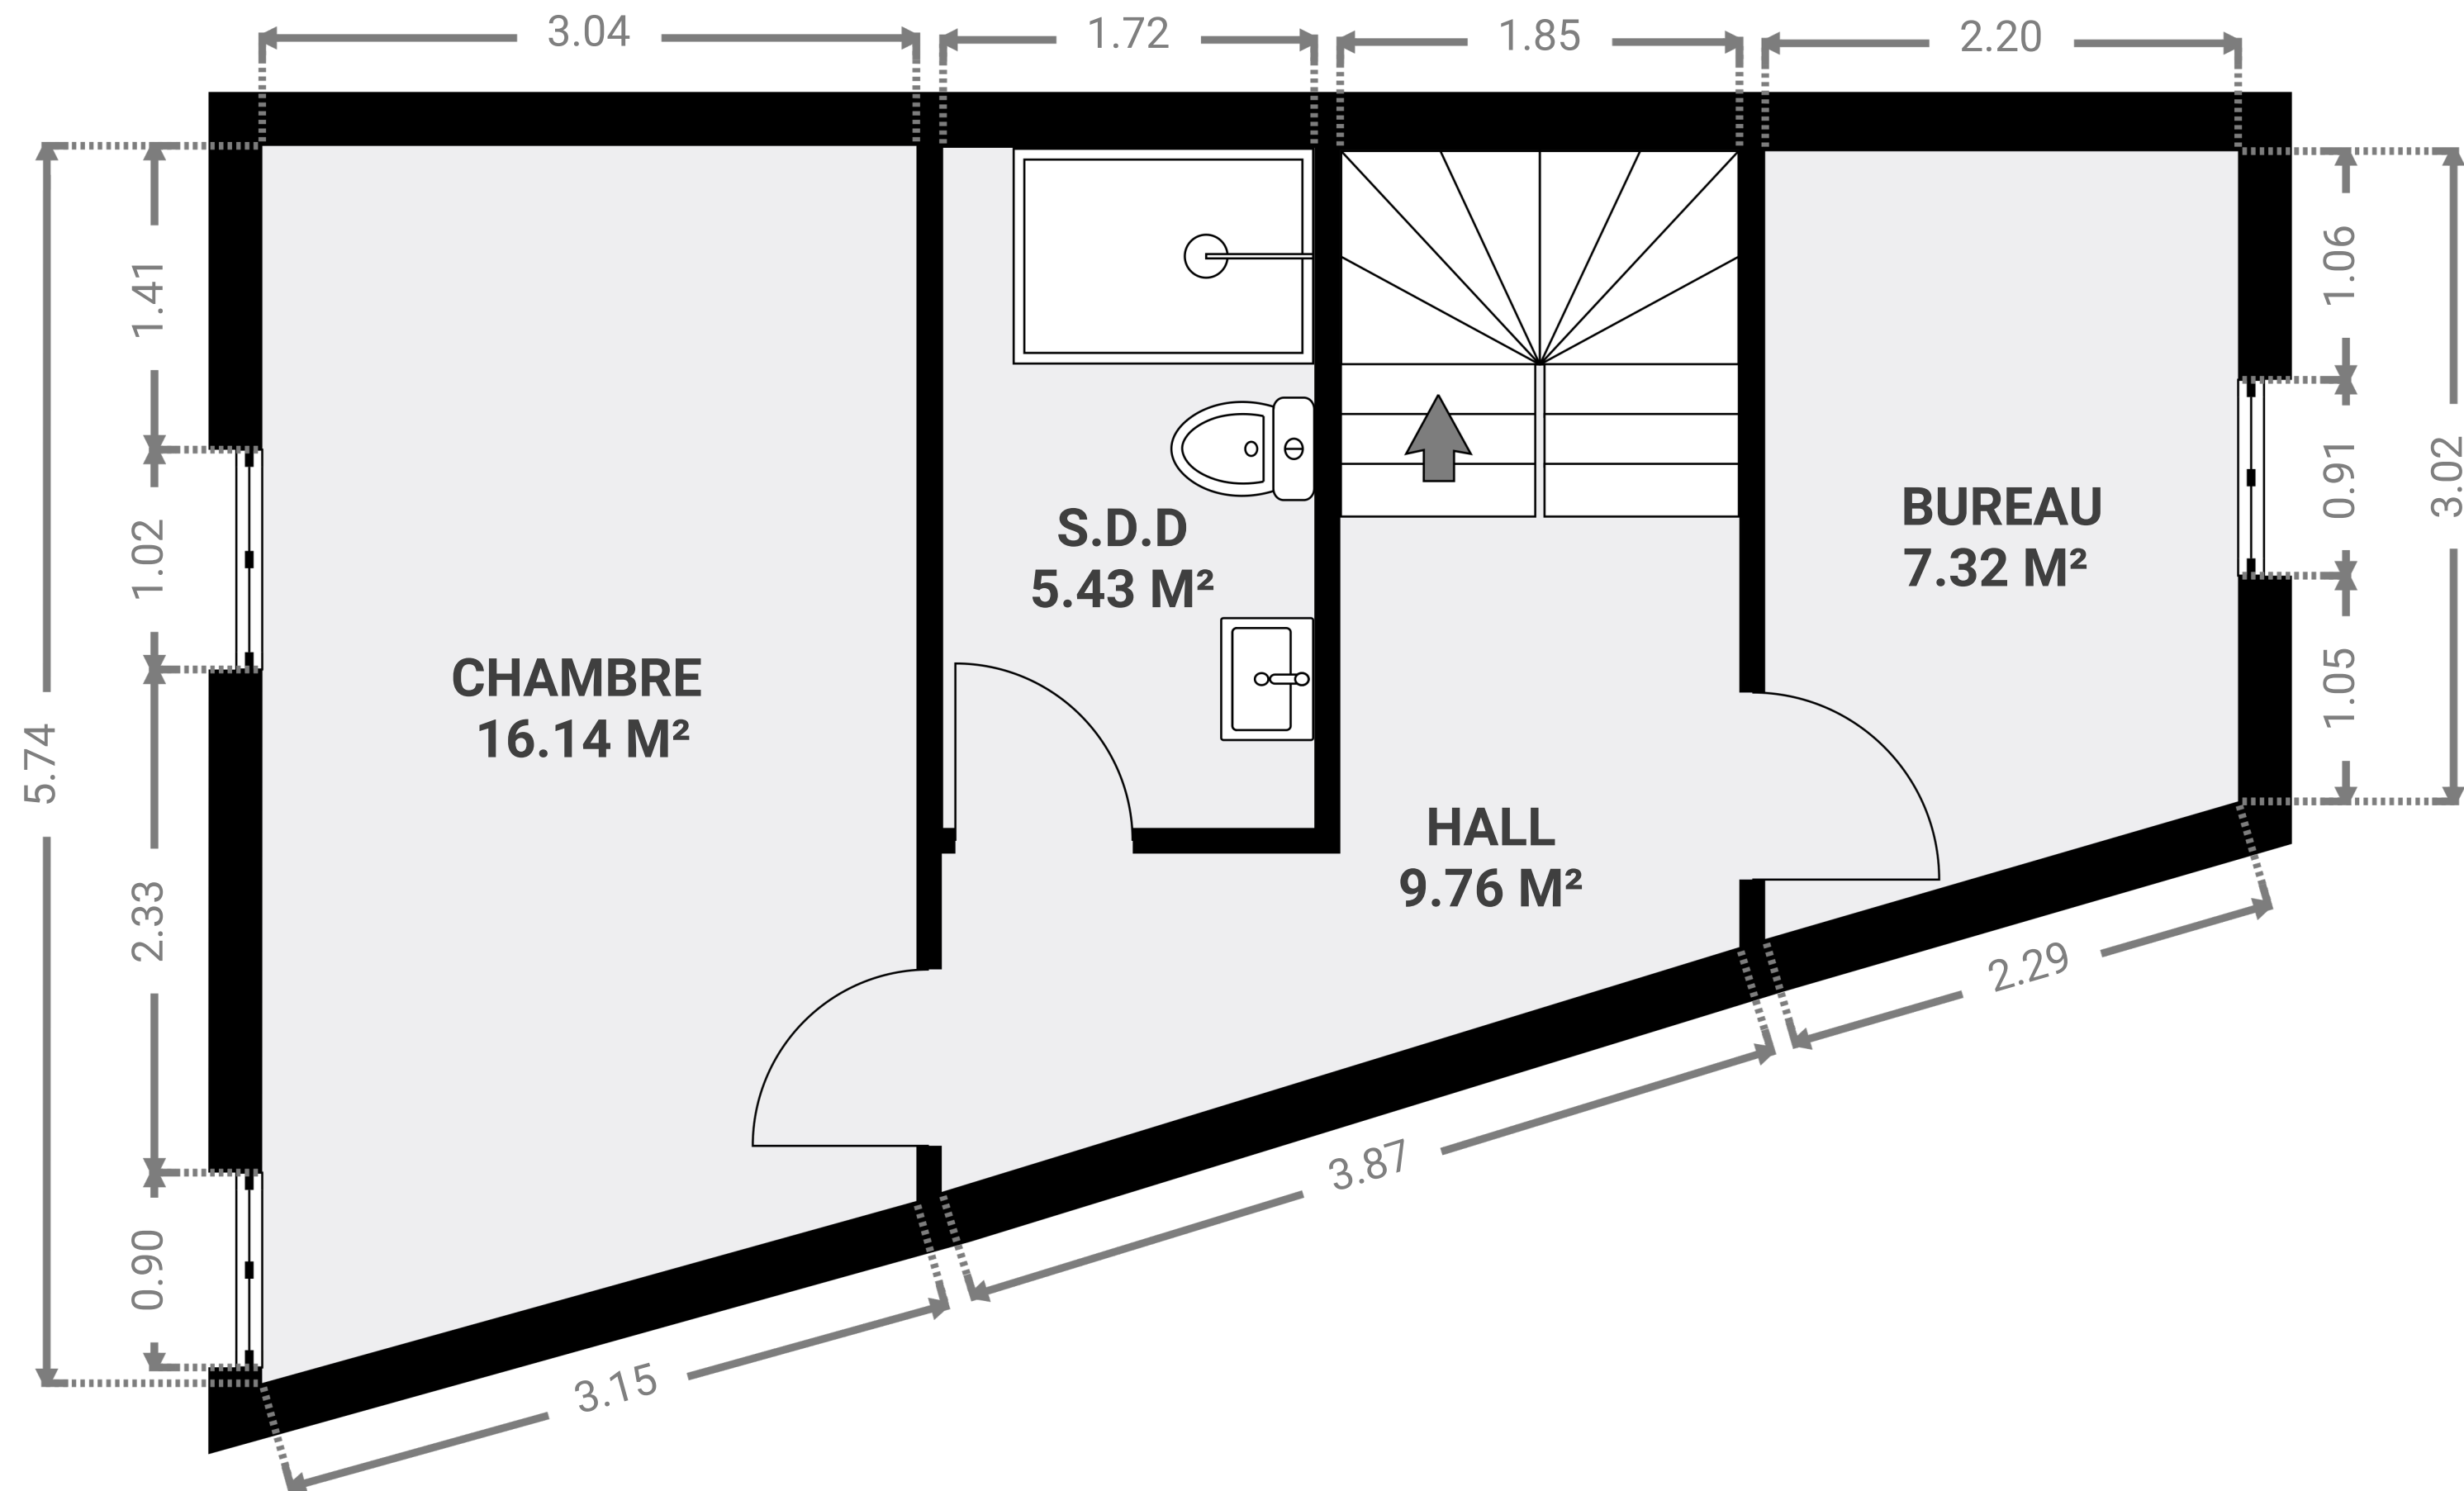 3.04
1.72
1.85
2.20
1.41
1.02
2.33
0.90
5.74
1.06
0.91
1.05
3.02
S.D.D
5.43 M²
BUREAU
7.32 M²
CHAMBRE
16.14 M²
HALL
9.76 M²
2.29
3.87
3.15